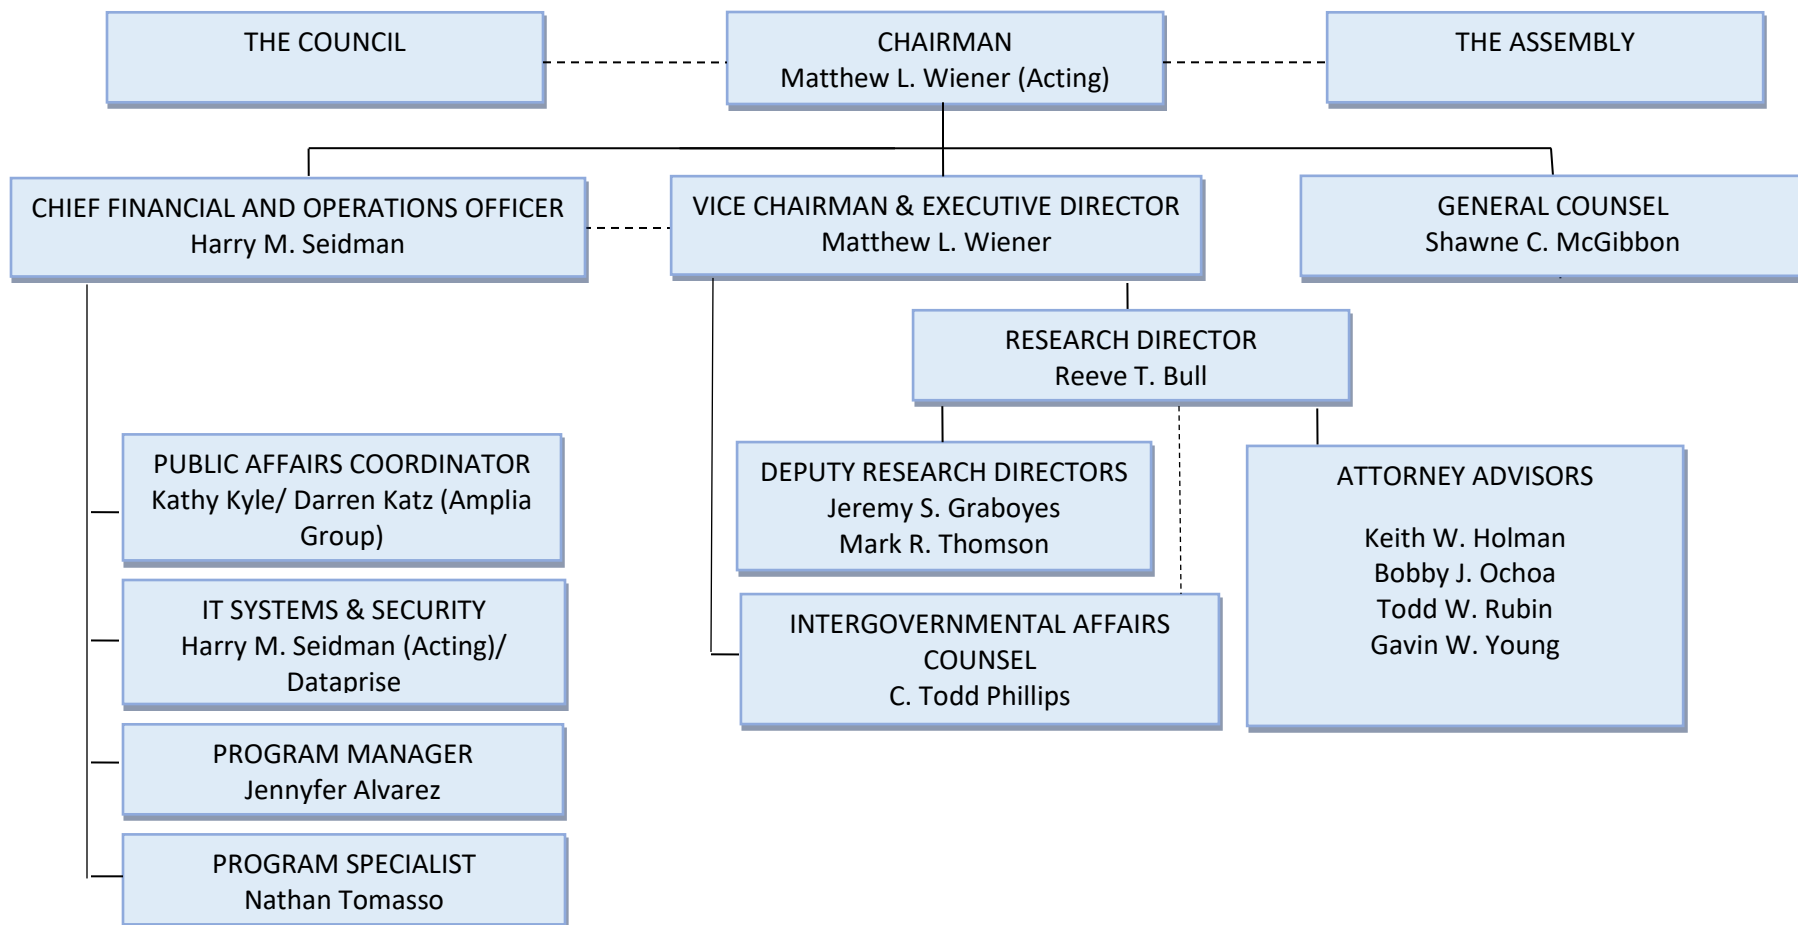 THE COUNCIL
CHAIRMAN
Matthew L. Wiener (Acting)
THE ASSEMBLY
CHIEF FINANCIAL AND OPERATIONS OFFICER
Harry M. Seidman
VICE CHAIRMAN & EXECUTIVE DIRECTOR
Matthew L. Wiener
GENERAL COUNSEL
Shawne C. McGibbon
RESEARCH DIRECTOR
Reeve T. Bull
PUBLIC AFFAIRS COORDINATOR
Kathy Kyle/ Darren Katz (Amplia
Group)
IT SYSTEMS & SECURITY
Harry M. Seidman (Acting)/
Dataprise
PROGRAM MANAGER
Jennyfer Alvarez
PROGRAM SPECIALIST
Nathan Tomasso
DEPUTY RESEARCH DIRECTORS
Jeremy S. Graboyes
Mark R. Thomson
INTERGOVERNMENTAL AFFAIRS
COUNSEL
C. Todd Phillips
ATTORNEY ADVISORS
Keith W. Holman
Bobby J. Ochoa
Todd W. Rubin
Gavin W. Young